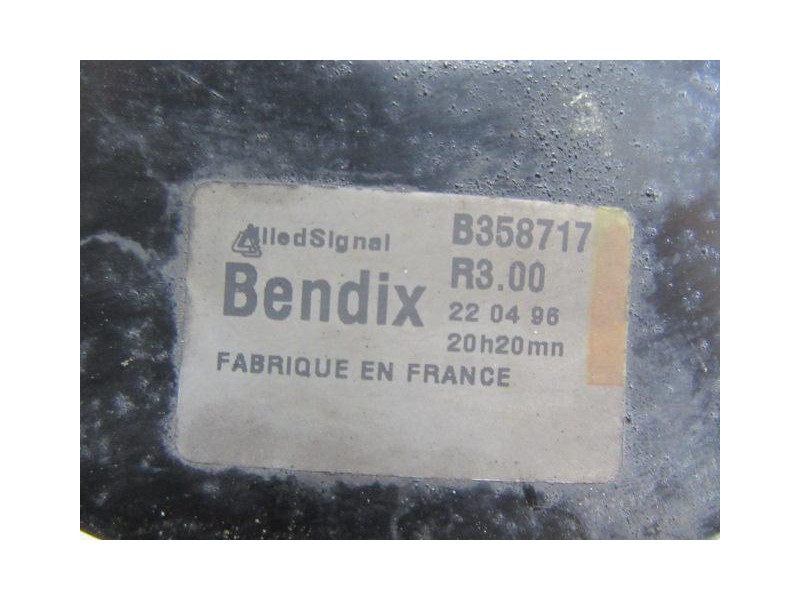 AlliedSignal
Bendix
FABRIQUE EN FRANCE
B358717
R3.00
22 04 96
20h20mn